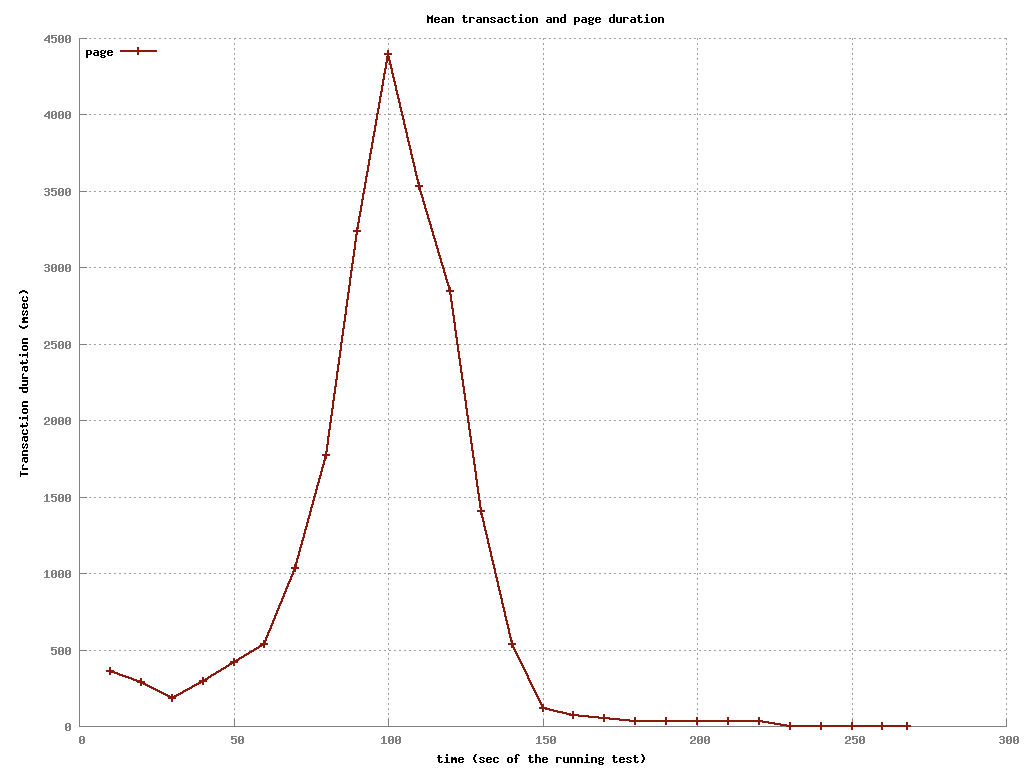 Mean transaction and page duration
page
4500
4000
3500
3000
2500
2000
1500
1000
500
0
Transaction duration (msec)
0 50 100 150 200 250 300
time (sec of the running test)